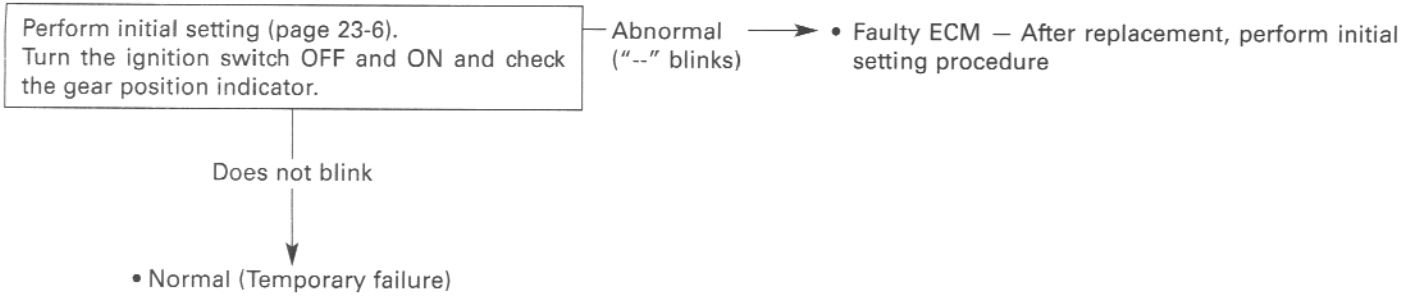 Perform initial setting (page 23-6).
Turn the ignition switch OFF and ON and check
the gear position indicator.
Abnormal
("--" blinks)
• Faulty ECM — After replacement, perform initial
setting procedure
Does not blink
• Normal (Temporary failure)